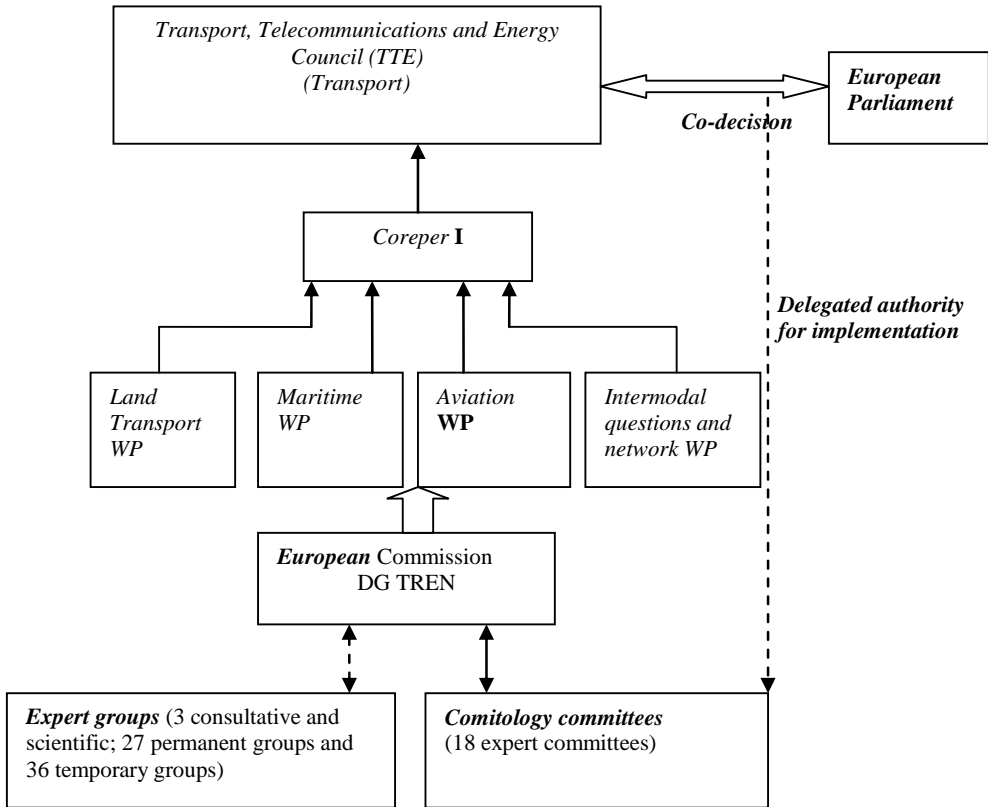 Transport, Telecommunications and Energy
Council (TTE)
(Transport)
European
Parliament
Co-decision
Coreper I
Delegated authority
for implementation
Land
Transport
WP
Maritime
WP
Aviation
WP
Intermodal
questions and
network WP
European Commission
DG TREN
Expert groups (3 consultative and
scientific; 27 permanent groups and
36 temporary groups)
Comitology committees
(18 expert committees)